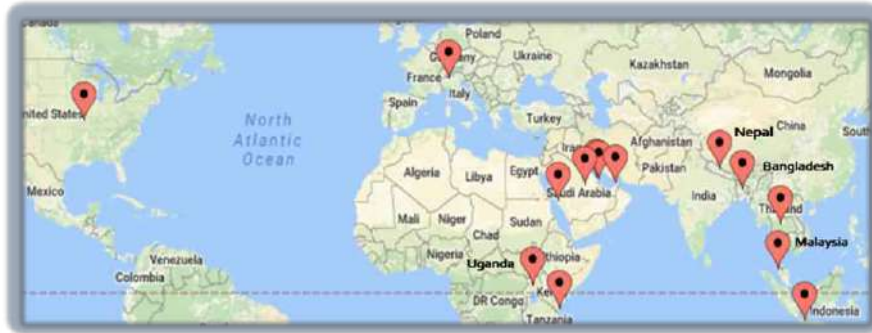 Canada
Poland
Ukraine
Kazakhstan
Mongolia
France
Italy
Spain
Turkey
United States
North
Atlantic
Ocean
Afghanistan
China
South
Nepal
Pakistan
Bangladesh
Algeria
Libya
Egypt
Saudi Arabia
India
Mexico
Mali
Niger
Sudan
Chad
Thailand
Venezuela
Nigeria
Uganda
Ethiopia
Malaysia
Colombia
DR Congo
Kenya
Tanzania
Indonesia